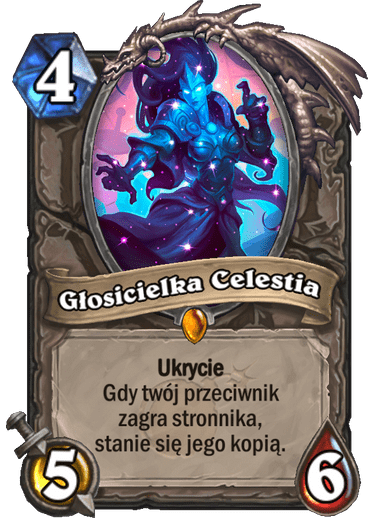 4
Głosicielka Celestia
Ukrycie
Gdy twój przeciwnik
zagra stronnika,
stanie się jego kopią.
5
6